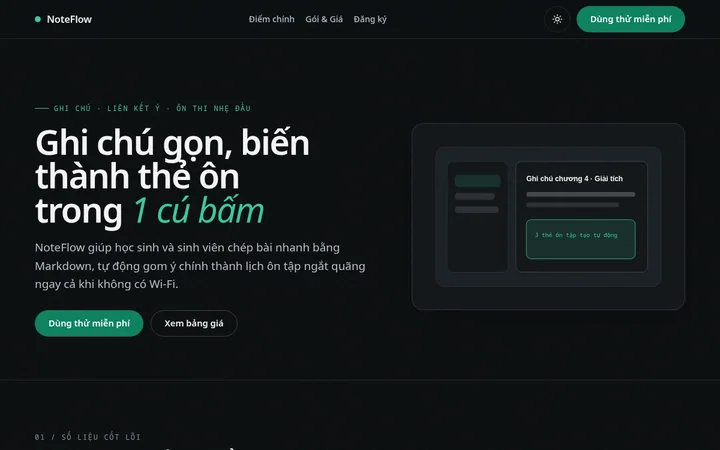 NoteFlow
Điểm chính
Gói & Giá
Đăng ký
Dùng thử miễn phí
GHI CHÚ · LIÊN KẾT Ý · ÔN THI NHẸ ĐẦU
Ghi chú gọn, biến
thành thẻ ôn
trong 1 cú bấm
NoteFlow giúp học sinh và sinh viên chép bài nhanh bằng
Markdown, tự động gom ý chính thành lịch ôn tập ngắt quãng
ngay cả khi không có Wi-Fi.
Dùng thử miễn phí
Xem bảng giá
Ghi chú chương 4 · Giải tích
3 thẻ ôn tập tạo tự động
01 / SỐ LIỆU CỐT LÕI